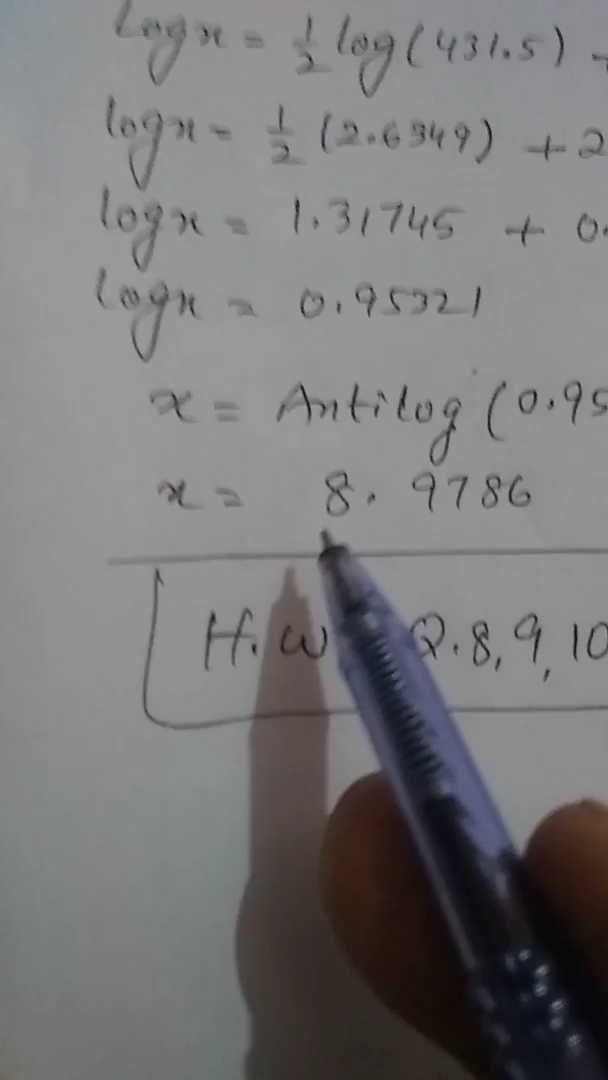 logx = 1/2 log(431.5) +
logx = 1/2 (2.6349) + 2
logx = 1.31745 + 0.
logx = 0.95321
x = Antilog (0.95
x = 8.9786
H.W Q.8,9,10